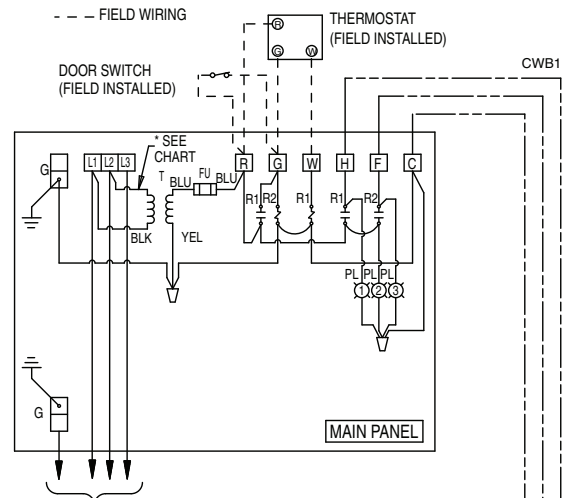 FIELD WIRING
THERMOSTAT
(FIELD INSTALLED)
R
G
W
CWB1
DOOR SWITCH
(FIELD INSTALLED)
* SEE
CHART
G
L1 L2 L3
R G W H F C
T
BLU
FU
BLU
R1 R2 R1 R1 R2
BLK
YEL
PL PL PL
1 2 3
G
MAIN PANEL